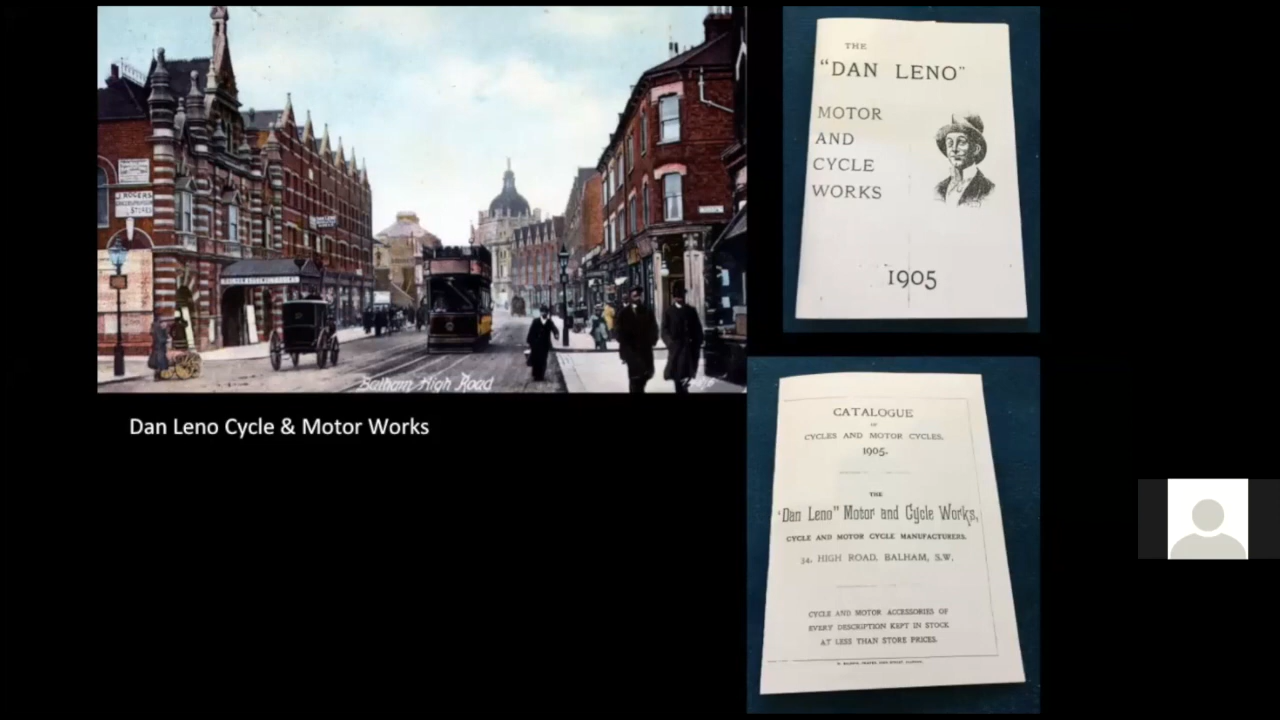 J. ROGERS
STORES
Balham High Road
Dan Leno Cycle & Motor Works
THE
"DAN LENO"
MOTOR
AND
CYCLE
WORKS
1905
CATALOGUE
OF
CYCLES AND MOTOR CYCLES.
1905.
THE
"Dan Leno" Motor and Cycle Works,
CYCLE AND MOTOR CYCLE MANUFACTURERS.
34, HIGH ROAD, BALHAM, S.W.
CYCLE AND MOTOR ACCESSORIES OF
EVERY DESCRIPTION KEPT IN STOCK
AT LESS THAN STORE PRICES.